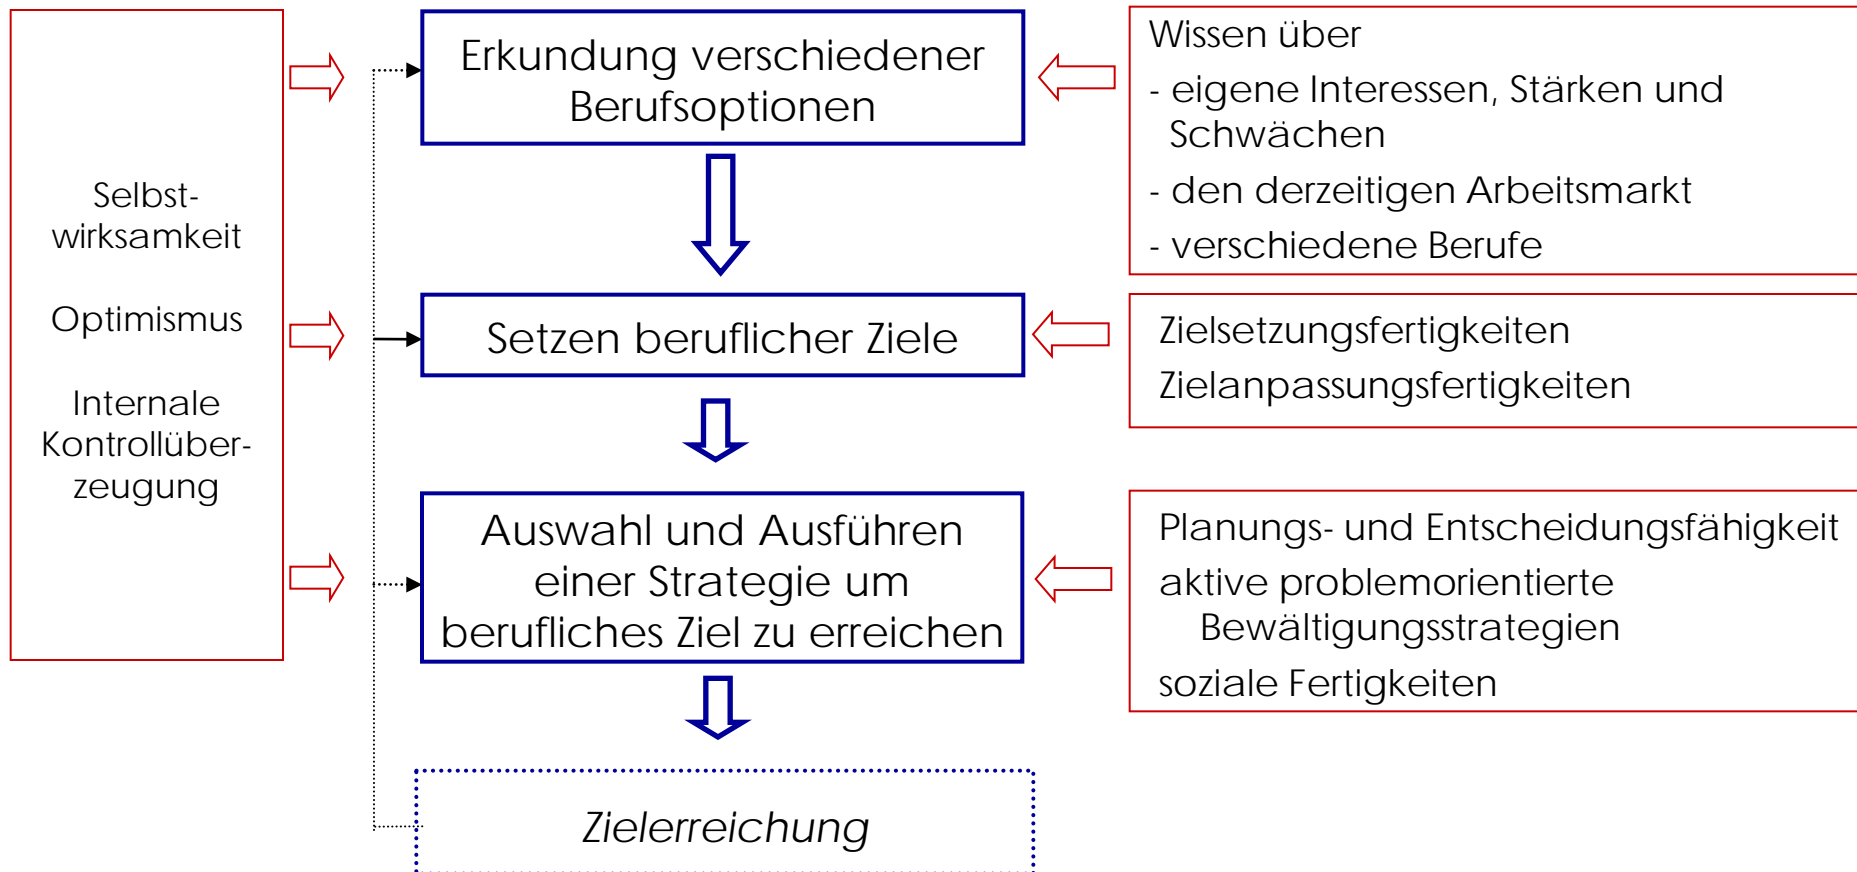 Selbst-
wirksamkeit
Optimismus
Internale
Kontrollüber-
zeugung
Erkundung verschiedener
Berufsoptionen
Setzen beruflicher Ziele
Auswahl und Ausführen
einer Strategie um
berufliches Ziel zu erreichen
Zielerreichung
Wissen über
- eigene Interessen, Stärken und
Schwächen
- den derzeitigen Arbeitsmarkt
- verschiedene Berufe
Zielsetzungsfertigkeiten
Zielanpassungsfertigkeiten
Planungs- und Entscheidungsfähigkeit
aktive problemorientierte
Bewältigungsstrategien
soziale Fertigkeiten